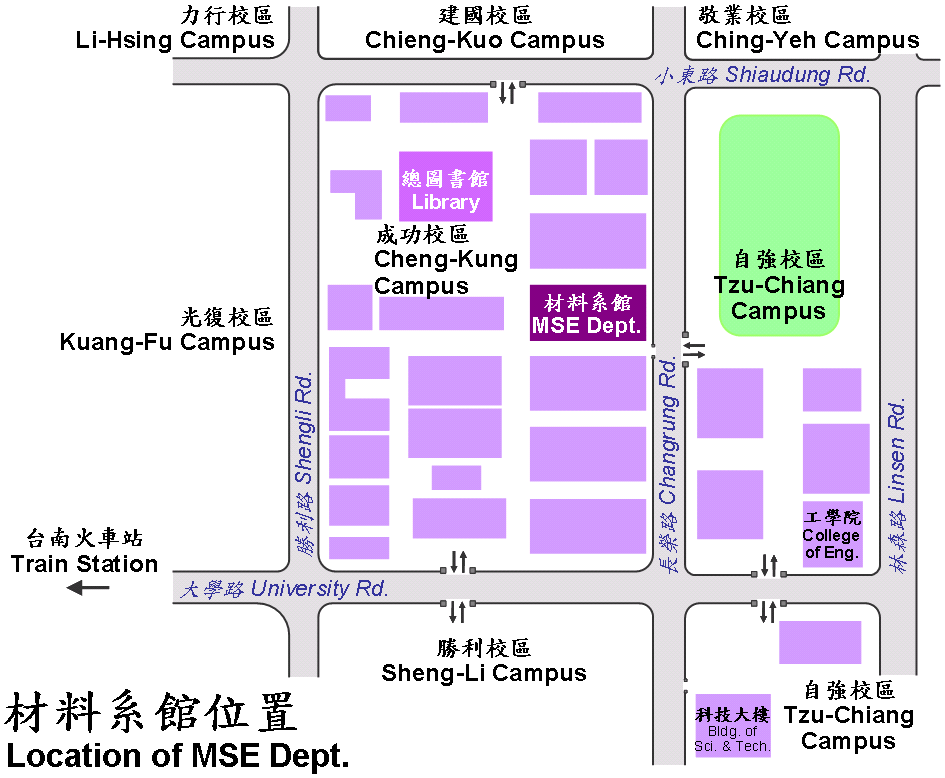 力行校區
Li-Hsing Campus
建國校區
Chieng-Kuo Campus
敬業校區
Ching-Yeh Campus
小東路 Shiaudung Rd.
總圖書館
Library
成功校區
Cheng-Kung
Campus
自強校區
Tzu-Chiang
Campus
材料系館
MSE Dept.
光復校區
Kuang-Fu Campus
勝利路 Shengli Rd.
長榮路 Changrung Rd.
林森路 Linsen Rd.
工學院
College
of Eng.
台南火車站
Train Station
大學路 University Rd.
勝利校區
Sheng-Li Campus
自強校區
Tzu-Chiang
Campus
科技大樓
Bldg. of
Sci. & Tech.
材料系館位置
Location of MSE Dept.